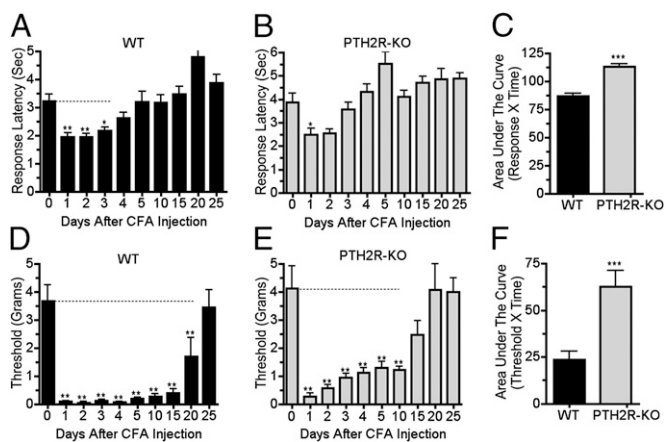 A
WT
Response Latency (Sec)
6
5
4
3
2
1
0
** ** *
0 1 2 3 4 5 10 15 20 25
Days After CFA Injection
B
PTH2R-KO
Response Latency (Sec)
6
5
4
3
2
1
0
*
0 1 2 3 4 5 10 15 20 25
Days After CFA Injection
C
Area Under The Curve
(Response X Time)
125
100
75
50
25
0
***
WT PTH2R-KO
D
WT
Threshold (Grams)
5
4
3
2
1
0
** ** ** ** ** ** ** **
0 1 2 3 4 5 10 15 20 25
Days After CFA Injection
E
PTH2R-KO
Threshold (Grams)
5
4
3
2
1
0
** ** ** ** ** **
0 1 2 3 4 5 10 15 20 25
Days After CFA Injection
F
Area Under The Curve
(Threshold X Time)
75
50
25
0
***
WT PTH2R-KO